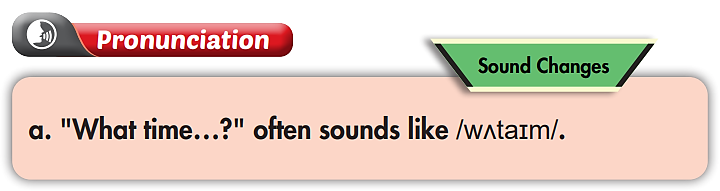 Pronunciation
Sound Changes
a. "What time...?" often sounds like /wʌtaɪm/.